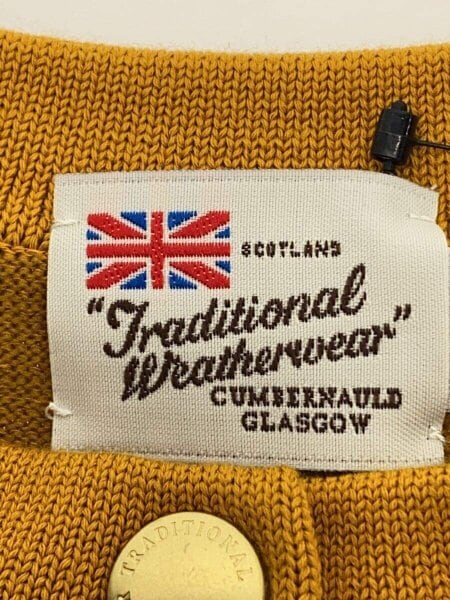 SCOTLAND
"Traditional
Weatherwear"
CUMBERNAULD
GLASGOW
TRADITIONAL